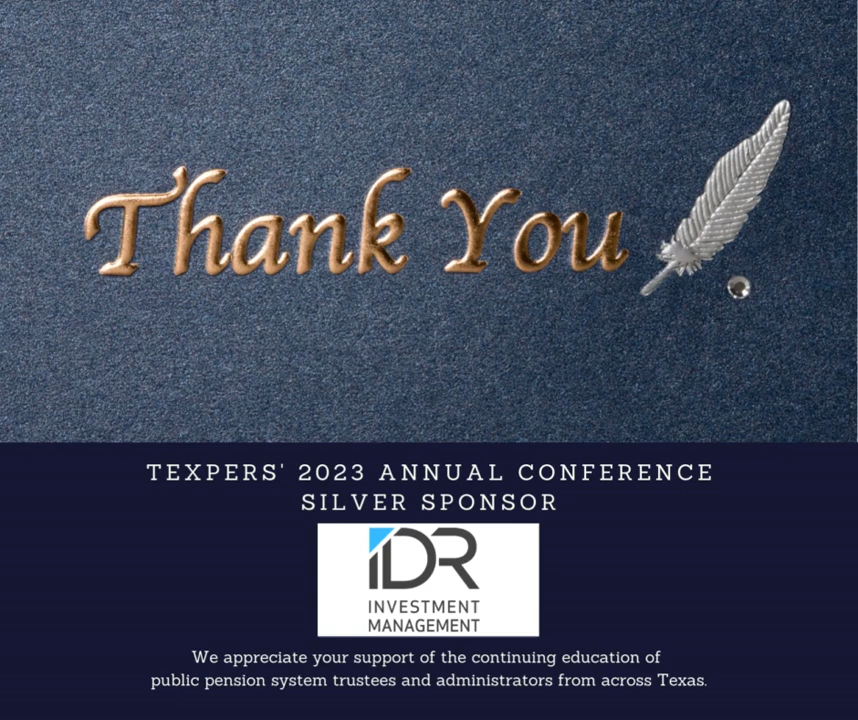 Thank You
TEXPERS' 2023 ANNUAL CONFERENCE
SILVER SPONSOR
IDR
INVESTMENT
MANAGEMENT
We appreciate your support of the continuing education of
public pension system trustees and administrators from across Texas.